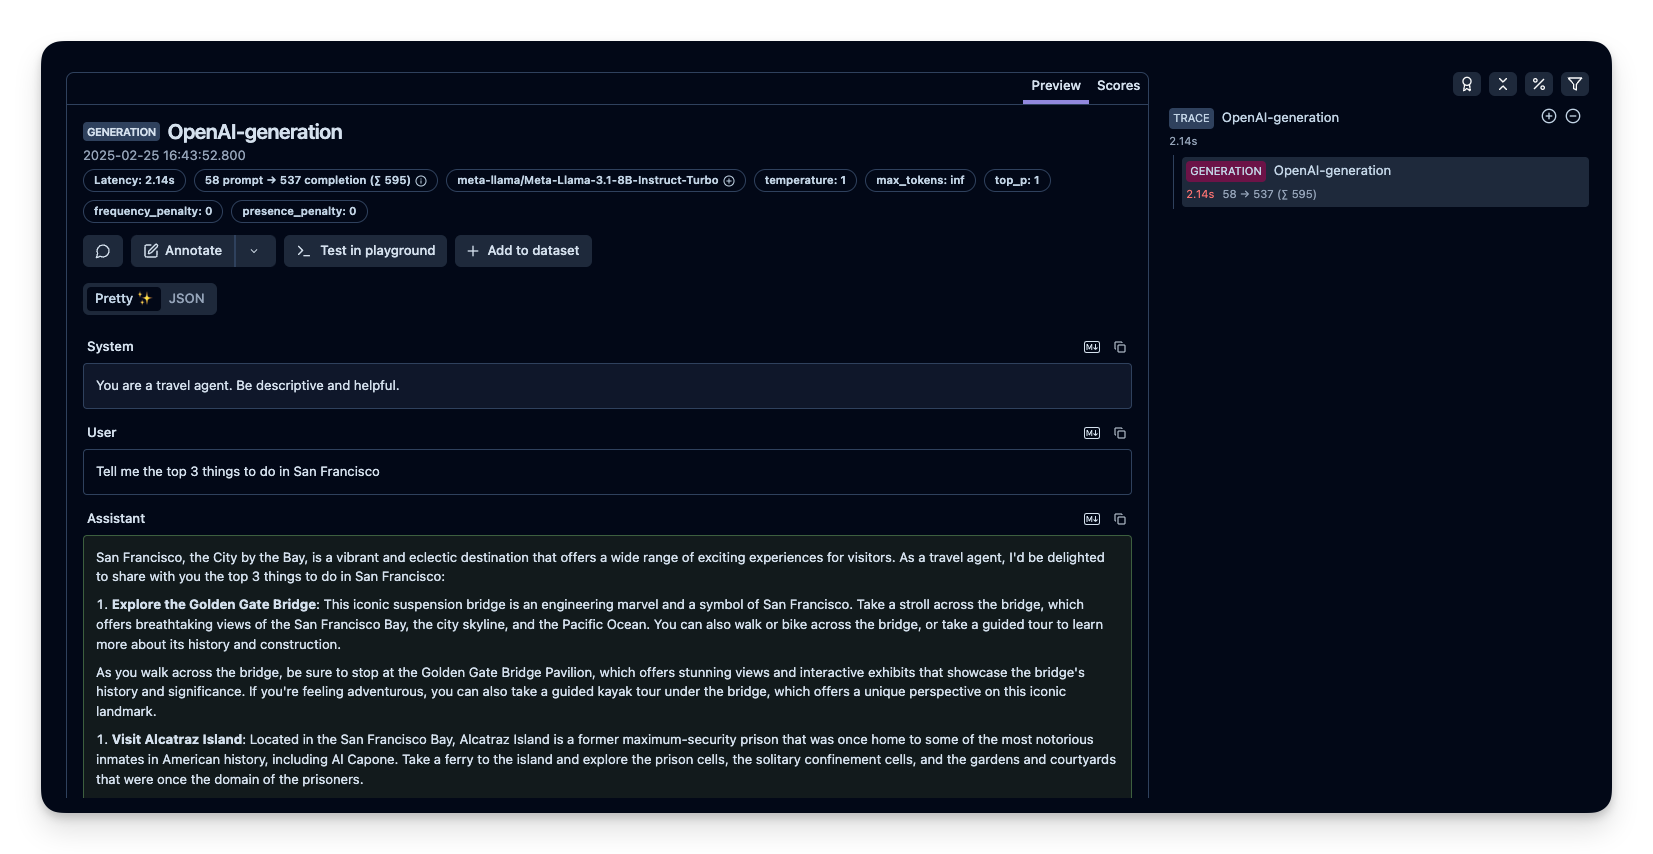 Preview Scores
GENERATION OpenAI-generation
2025-02-25 16:43:52.800
Latency: 2.14s 58 prompt → 537 completion (∑ 595) meta-llama/Meta-Llama-3.1-8B-Instruct-Turbo temperature: 1 max_tokens: inf top_p: 1
frequency_penalty: 0 presence_penalty: 0
Annotate Test in playground Add to dataset
Pretty ✨ JSON
System M↓
You are a travel agent. Be descriptive and helpful.
User M↓
Tell me the top 3 things to do in San Francisco
Assistant M↓
San Francisco, the City by the Bay, is a vibrant and eclectic destination that offers a wide range of exciting experiences for visitors. As a travel agent, I'd be delighted
to share with you the top 3 things to do in San Francisco:
1. Explore the Golden Gate Bridge: This iconic suspension bridge is an engineering marvel and a symbol of San Francisco. Take a stroll across the bridge, which
offers breathtaking views of the San Francisco Bay, the city skyline, and the Pacific Ocean. You can also walk or bike across the bridge, or take a guided tour to learn
more about its history and construction.
As you walk across the bridge, be sure to stop at the Golden Gate Bridge Pavilion, which offers stunning views and interactive exhibits that showcase the bridge's
history and significance. If you're feeling adventurous, you can also take a guided kayak tour under the bridge, which offers a unique perspective on this iconic
landmark.
1. Visit Alcatraz Island: Located in the San Francisco Bay, Alcatraz Island is a former maximum-security prison that was once home to some of the most notorious
inmates in American history, including Al Capone. Take a ferry to the island and explore the prison cells, the solitary confinement cells, and the gardens and courtyards
that were once the domain of the prisoners.
TRACE OpenAI-generation
2.14s
GENERATION OpenAI-generation
2.14s 58 → 537 (∑ 595)